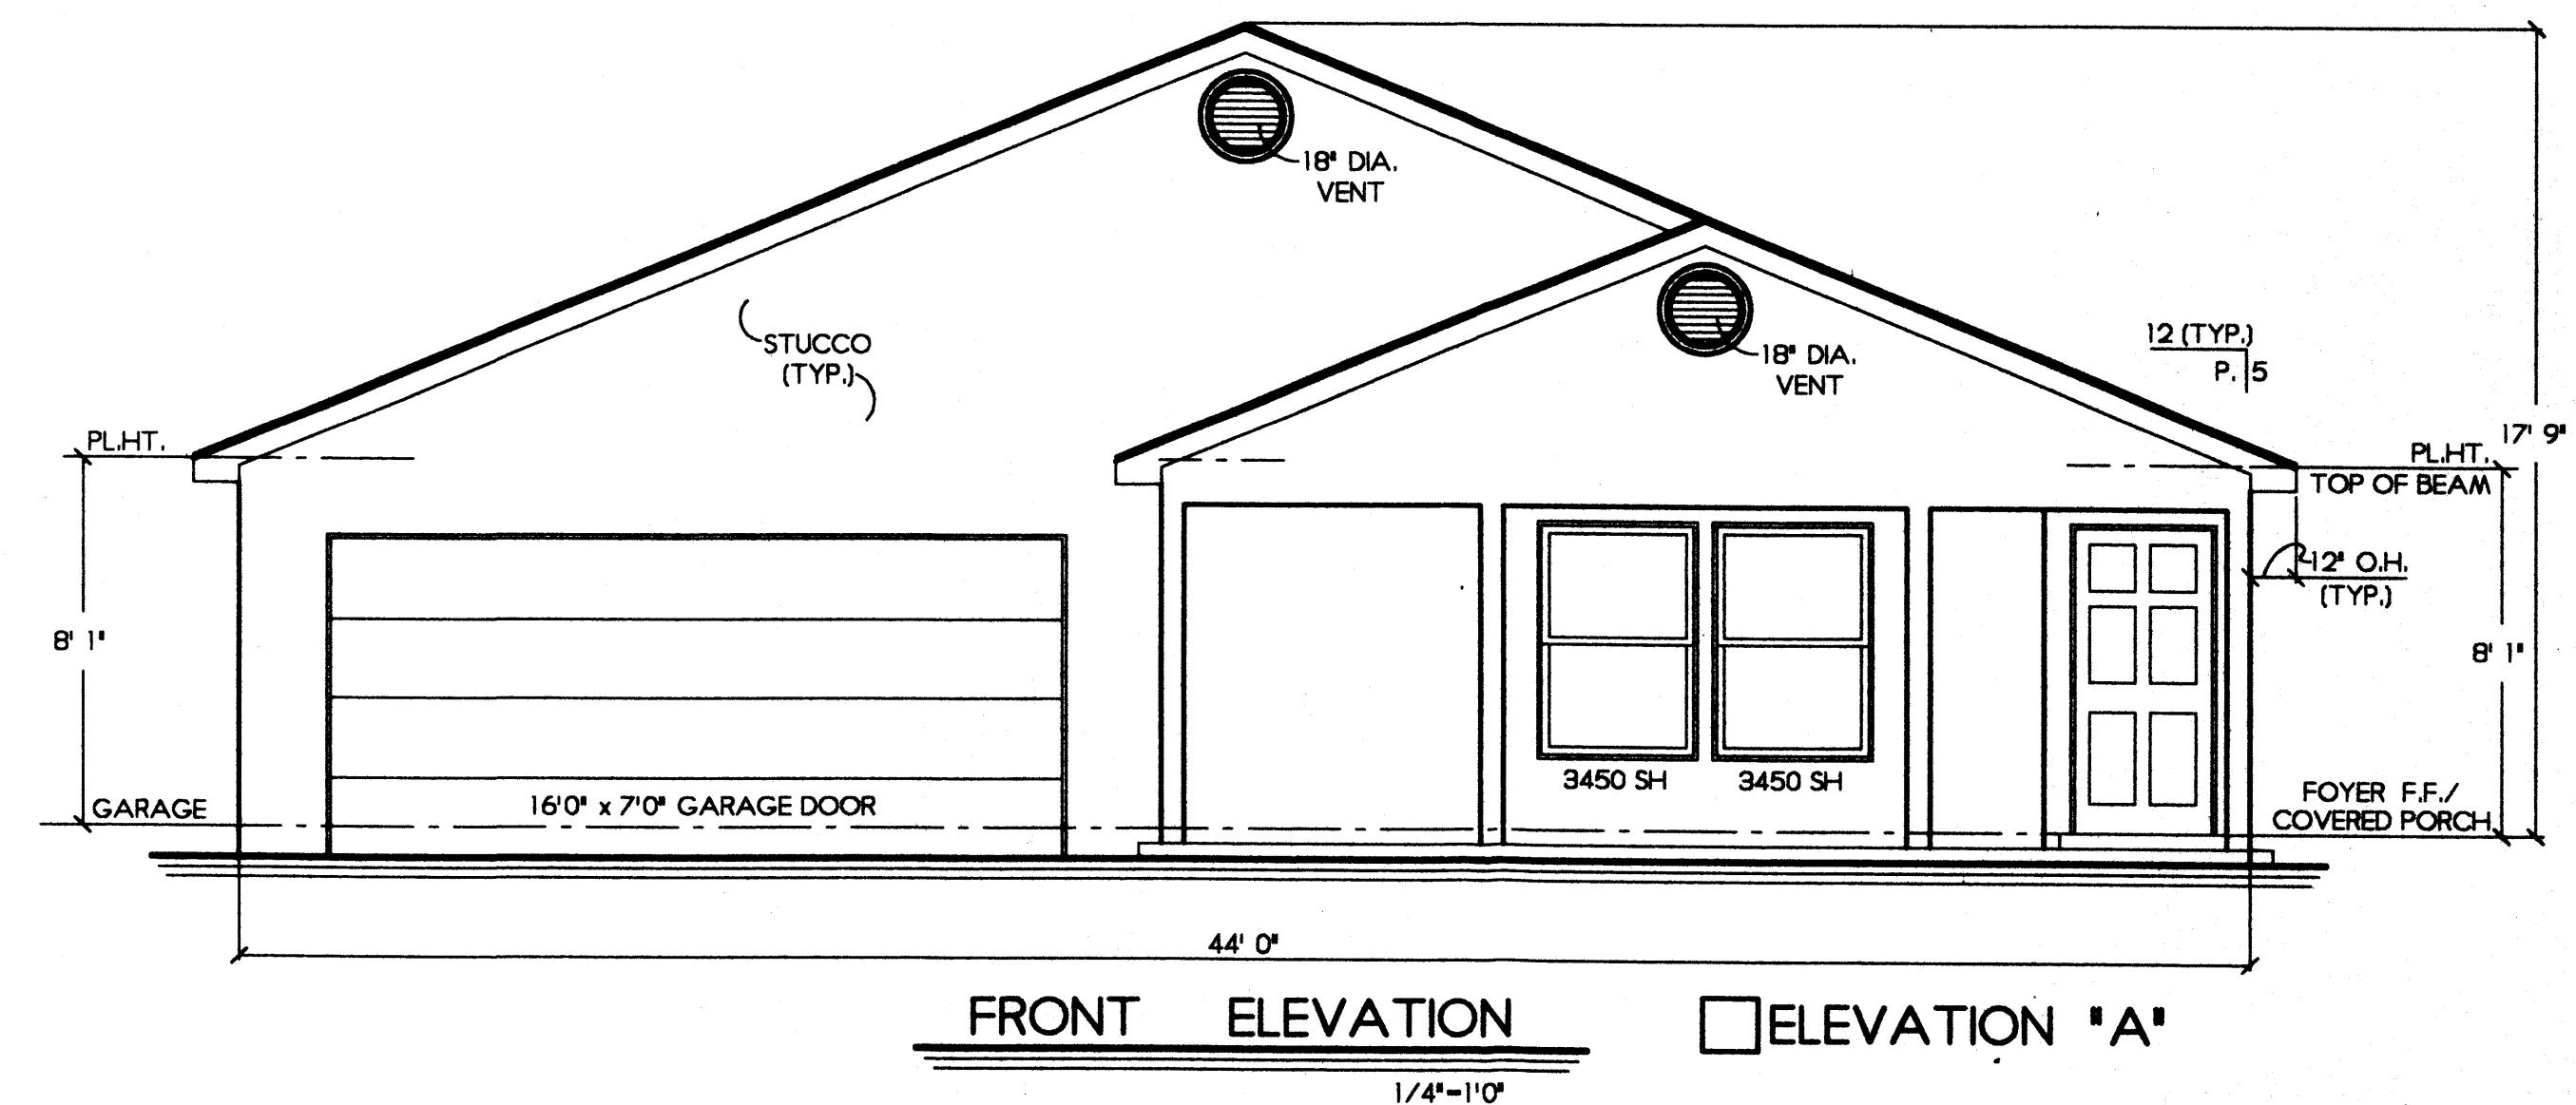 18" DIA.
VENT
18" DIA.
VENT
STUCCO
(TYP.)
12 (TYP.)
P. 5
17' 9"
PL.HT.
PL.HT.
TOP OF BEAM
12" O.H.
(TYP.)
8' 1"
8' 1"
3450 SH
3450 SH
GARAGE
16'0" x 7'0" GARAGE DOOR
FOYER F.F./
COVERED PORCH
44' 0"
FRONT ELEVATION
ELEVATION "A"
1/4"-1'0"